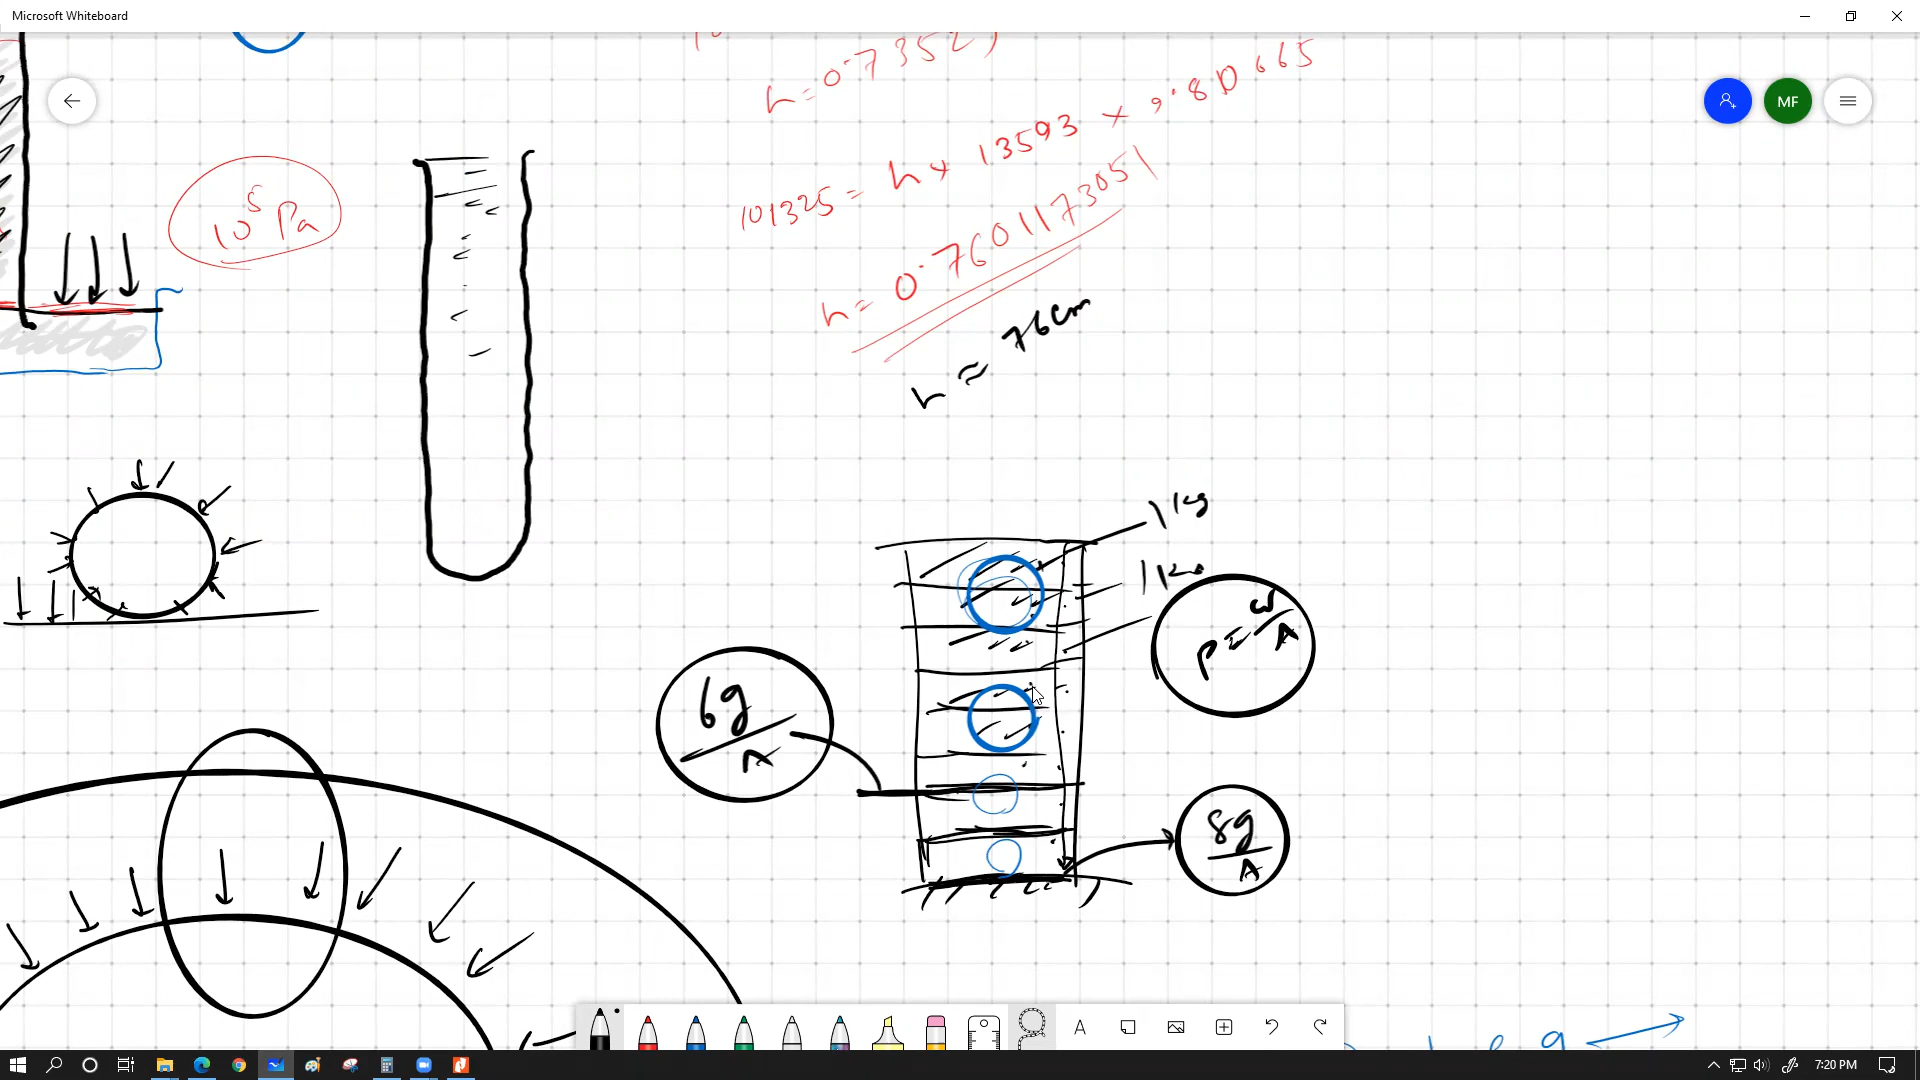 Microsoft Whiteboard
h = 0.7352
MF
101325 = h × 13593 × 9.80665
10⁵ Pa
h = 0.7601173051
h ≈ 76cm
1kg
1kg
P = W/A
6g/A
8g/A
A
7:20 PM